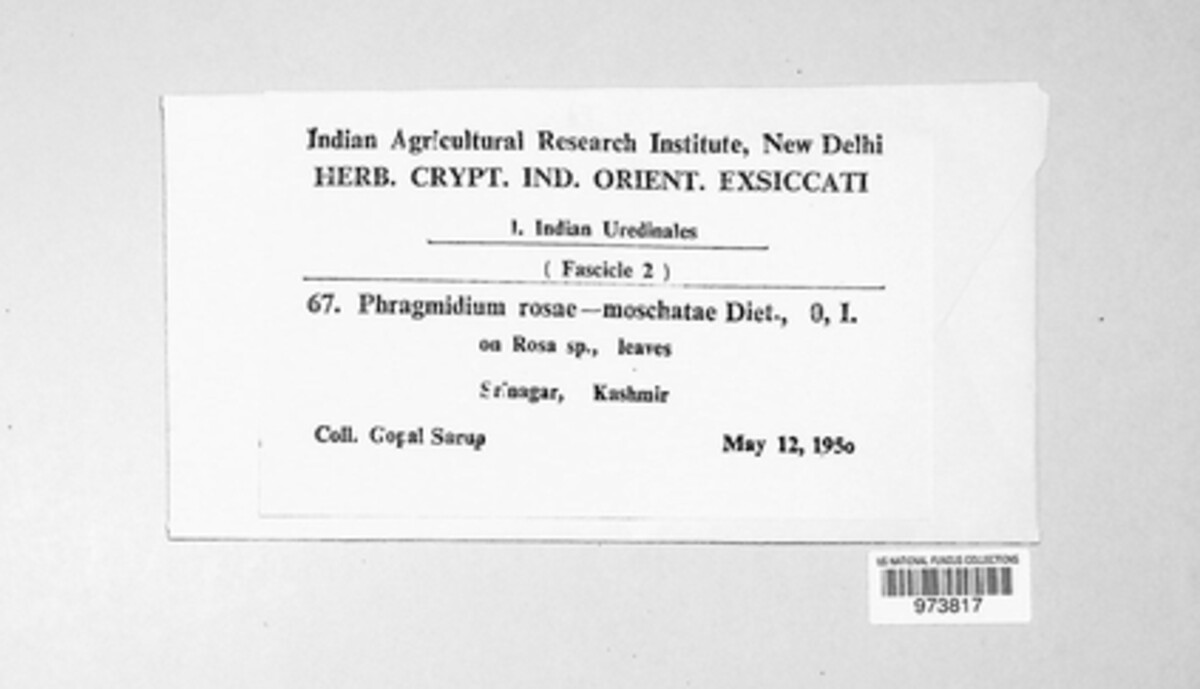 Indian Agricultural Research Institute, New Delhi
HERB. CRYPT. IND. ORIENT. EXSICCATI
I. Indian Uredinales
( Fascicle 2 )
67. Phragmidium rosae—moschatae Diet., 0, I.
on Rosa sp., leaves
Srinagar, Kashmir
Coll. Gopal Sarup May 12, 1950
US NATIONAL FUNGUS COLLECTIONS
973817